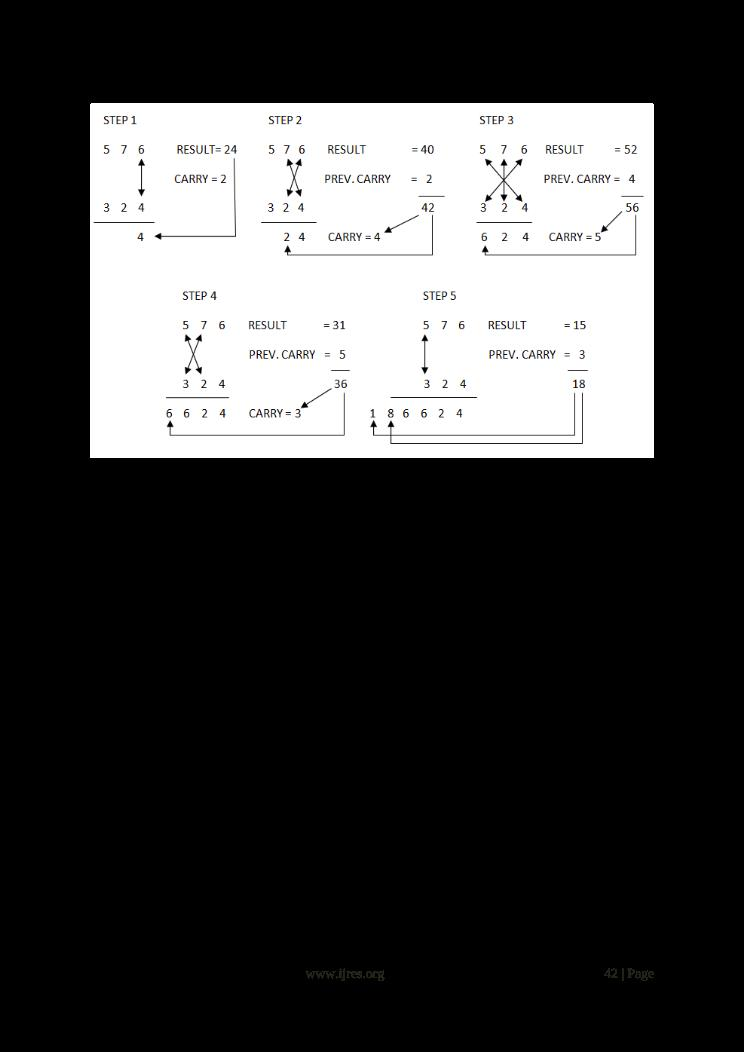 STEP 1
5 7 6 RESULT= 24
CARRY = 2
3 2 4
4
STEP 2
5 7 6 RESULT = 40
PREV. CARRY = 2
3 2 4 42
2 4 CARRY = 4
STEP 3
5 7 6 RESULT = 52
PREV. CARRY = 4
3 2 4 56
6 2 4 CARRY = 5
STEP 4
5 7 6 RESULT = 31
PREV. CARRY = 5
3 2 4 36
6 6 2 4 CARRY = 3
STEP 5
5 7 6 RESULT = 15
PREV. CARRY = 3
3 2 4 18
1 8 6 6 2 4
www.ijres.org 42 | Page